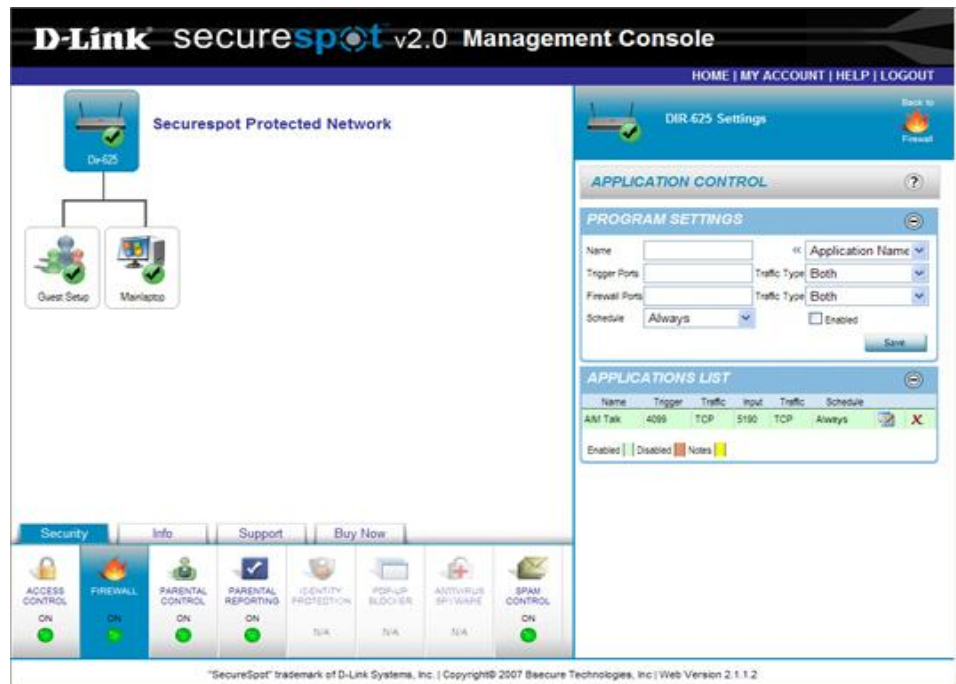 D-Link securespot v2.0 Management Console
HOME | MY ACCOUNT | HELP | LOGOUT
Dir-625
Securespot Protected Network
Guest Setup
Mainlaptop
DIR-625 Settings
Back to
Firewall
APPLICATION CONTROL ?
PROGRAM SETTINGS
Name << Application Name
Trigger Ports Traffic Type Both
Firewall Ports Traffic Type Both
Schedule Always Enabled
Save
APPLICATIONS LIST
Name Trigger Traffic Input Traffic Schedule
AIM Talk 4099 TCP 5190 TCP Always X
Enabled Disabled Notes
Security Info Support Buy Now
ACCESS CONTROL ON
FIREWALL ON
PARENTAL CONTROL ON
PARENTAL REPORTING ON
IDENTITY PROTECTION N/A
POP-UP BLOCKER N/A
ANTIVIRUS SPYWARE N/A
SPAM CONTROL ON
"SecureSpot" trademark of D-Link Systems, Inc. | Copyright© 2007 Bsecure Technologies, Inc | Web Version 2.1.1.2